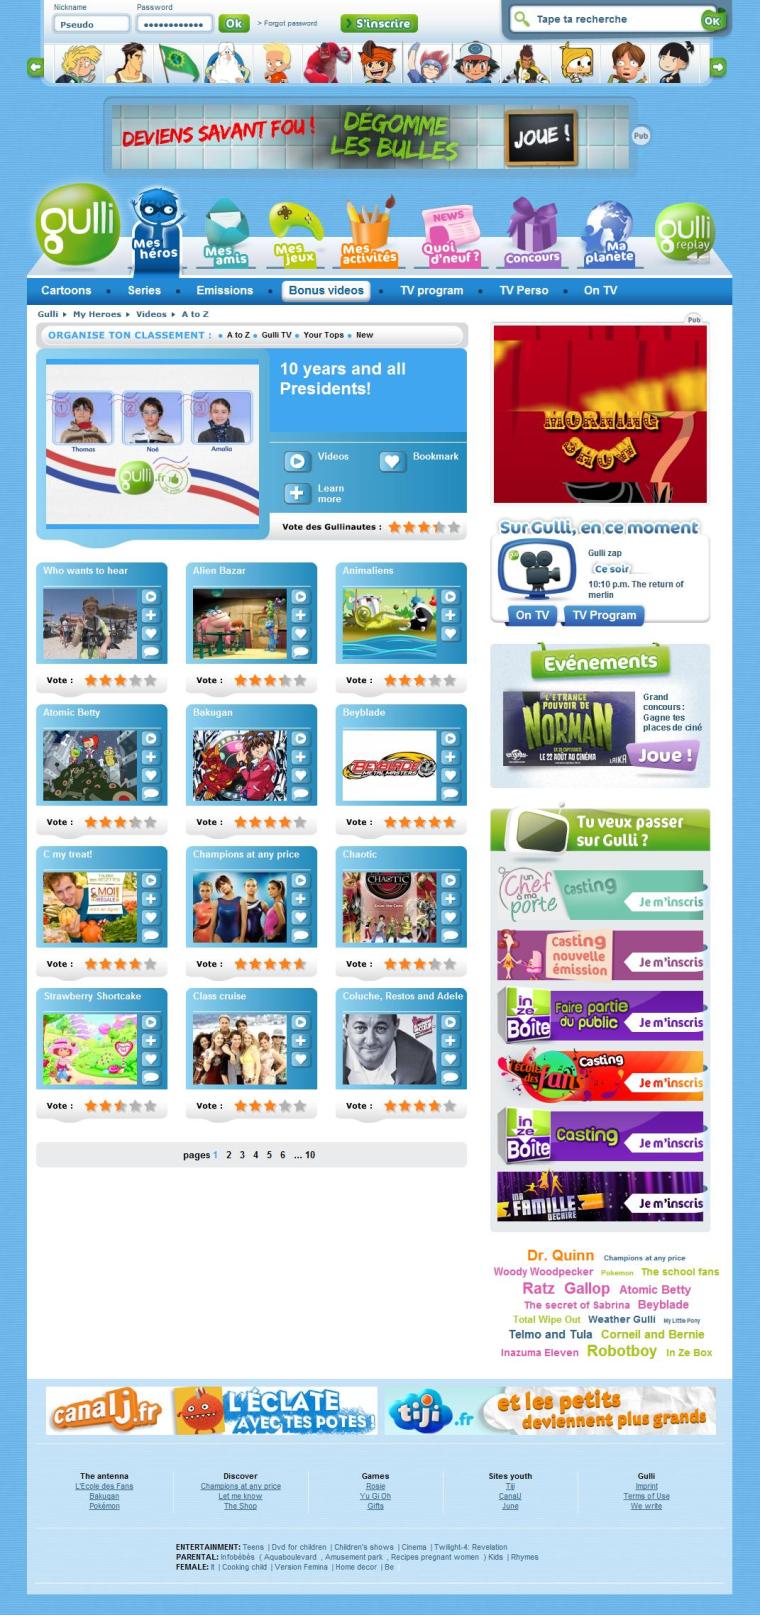 Nickname
Password
Pseudo
••••••••••••
Ok
> Forgot password
S'inscrire
Tape ta recherche
OK
DEVIENS SAVANT FOU !
DÉGOMME
LES BULLES
JOUE !
Pub
gulli
Mes
héros
Mes
amis
Mes
jeux
Mes
activités
NEWS
Quoi
d'neuf ?
Concours
Ma
planète
gulli
replay
Cartoons • Series • Emissions • Bonus videos • TV program • TV Perso • On TV
Gulli My Heroes Videos A to Z
ORGANISE TON CLASSEMENT : • A to Z • Gulli TV • Your Tops • New
1 2 3
Thomas Noé Amalia
gulli.fr
10 years and all
Presidents!
Videos
Bookmark
Learn
more
Vote des Gullinautes :
Who wants to hear
Alien Bazar
Animaliens
Vote : Vote : Vote :
Atomic Betty
Bakugan
Beyblade
BEYBLADE
METAL MASTERS
Vote : Vote : Vote :
C my treat!
Champions at any price
Chaotic
C MOI
CHAOTIC
Vote : Vote : Vote :
Strawberry Shortcake
Class cruise
Coluche, Restos and Adele
Vote : Vote : Vote :
pages 1 2 3 4 5 6 ... 10
Pub
MORNING
SHOW
7
Sur Gulli, en ce moment
Gulli zap
Ce soir
10:10 p.m. The return of
merlin
On TV
TV Program
Evénements
L'ÉTRANGE
POUVOIR DE
NORMAN
LE 22 AOÛT AU CINÉMA
LAIKA
Grand
concours :
Gagne tes
places de ciné
Joue !
Tu veux passer
sur Gulli ?
un
Chef
à ma
porte
Casting
Je m'inscris
Casting
nouvelle
émission
Je m'inscris
in
ze
Boîte
Faire partie
du public
Je m'inscris
L'ECOLE
des
fans
Casting
Je m'inscris
in
ze
Boîte
Casting
Je m'inscris
MA
FAMILLE
DÉCHIRE
Je m'inscris
Dr. Quinn Champions at any price
Woody Woodpecker Pokemon The school fans
Ratz Gallop Atomic Betty
The secret of Sabrina Beyblade
Total Wipe Out Weather Gulli My Little Pony
Telmo and Tula Corneil and Bernie
Inazuma Eleven Robotboy In Ze Box
canalj.fr
L'ÉCLATE
AVEC TES POTES !
tiji.fr
et les petits
deviennent plus grands
The antenna
L'Ecole des Fans
Bakugan
Pokémon
Discover
Champions at any price
Let me know
The Shop
Games
Rosie
Yu Gi Oh
Gifts
Sites youth
Tiji
CanalJ
June
Gulli
Imprint
Terms of Use
We write
ENTERTAINMENT: Teens | Dvd for children | Children's shows | Cinema | Twilight-4: Revelation
PARENTAL: Infobébés ( Aquaboulevard , Amusement park , Recipes pregnant women ) Kids | Rhymes
FEMALE: It | Cooking child | Version Femina | Home decor | Be